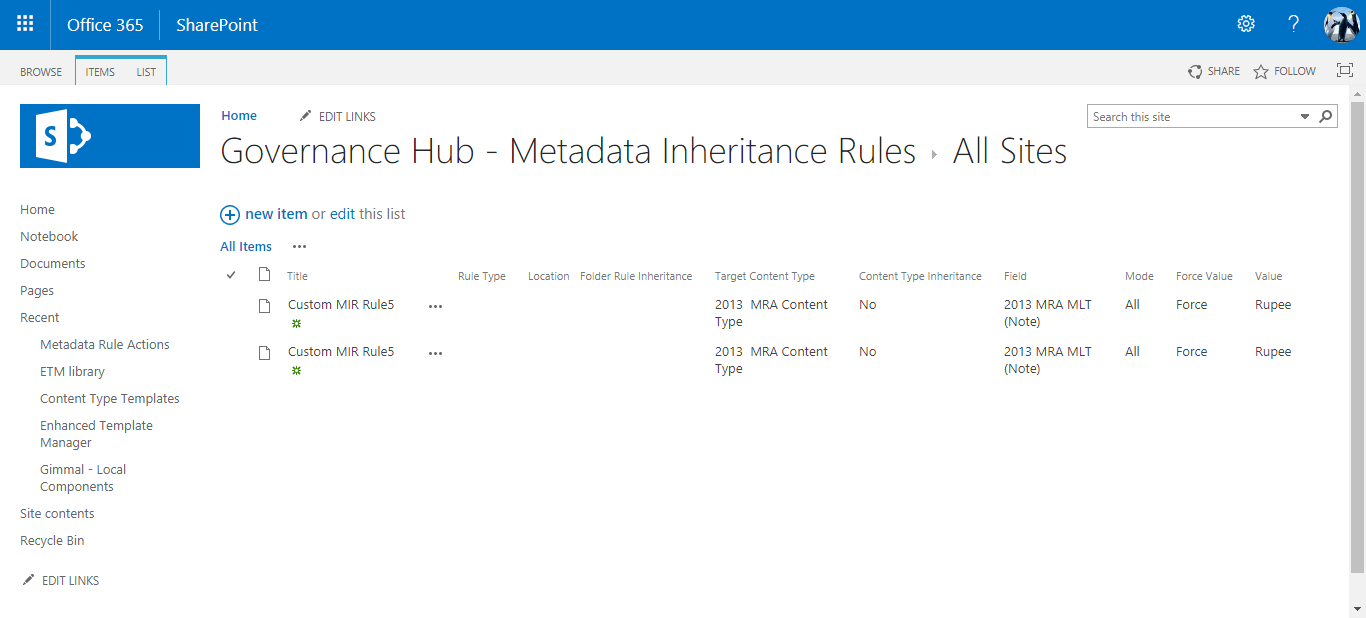 Office 365 SharePoint ?
BROWSE ITEMS LIST SHARE FOLLOW
S
Home EDIT LINKS Search this site
Governance Hub - Metadata Inheritance Rules ▸ All Sites
Home
Notebook
Documents
Pages
Recent
Metadata Rule Actions
ETM library
Content Type Templates
Enhanced Template
Manager
Gimmal - Local
Components
Site contents
Recycle Bin
EDIT LINKS
new item or edit this list
All Items ...
Title Rule Type Location Folder Rule Inheritance Target Content Type Content Type Inheritance Field Mode Force Value Value
Custom MIR Rule5 ... 2013 MRA Content No 2013 MRA MLT All Force Rupee
Type (Note)
Custom MIR Rule5 ... 2013 MRA Content No 2013 MRA MLT All Force Rupee
Type (Note)